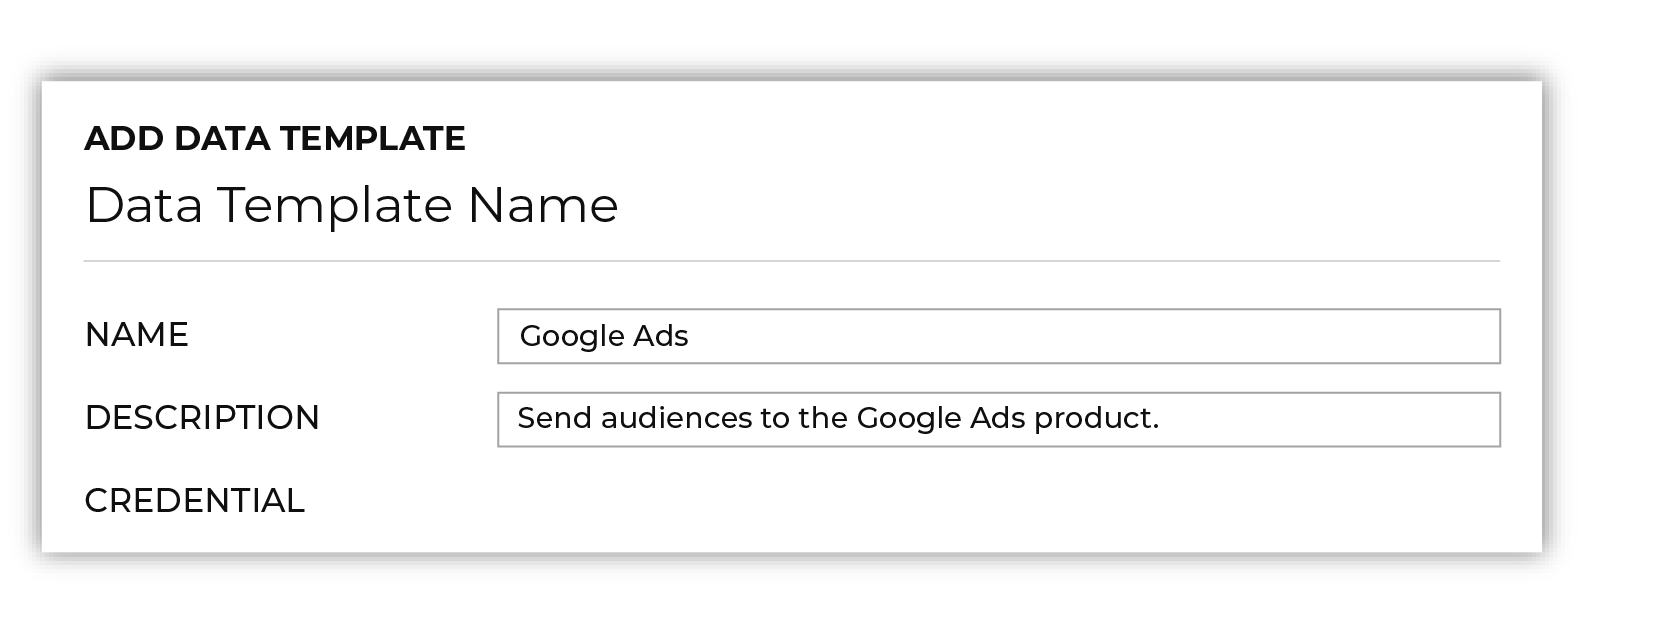 ADD DATA TEMPLATE
Data Template Name
NAME
Google Ads
DESCRIPTION
Send audiences to the Google Ads product.
CREDENTIAL